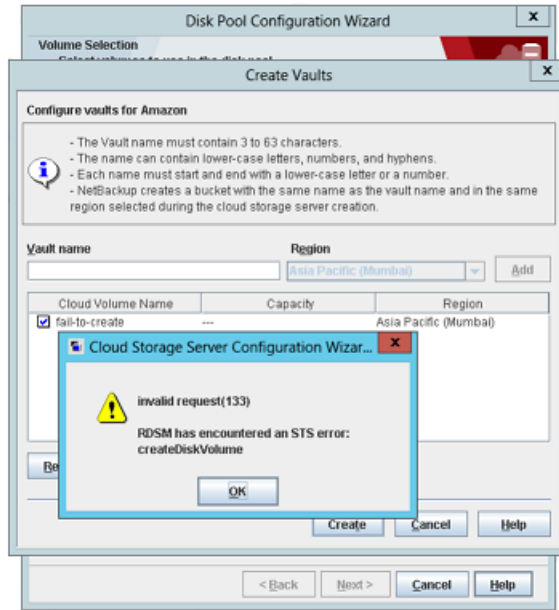 Disk Pool Configuration Wizard
x
Volume Selection
Create Vaults
x
Configure vaults for Amazon
- The Vault name must contain 3 to 63 characters.
- The name can contain lower-case letters, numbers, and hyphens.
- Each name must start and end with a lower-case letter or a number.
- NetBackup creates a bucket with the same name as the vault name and in the same
region selected during the cloud storage server creation.
Vault name Region
Asia Pacific (Mumbai) Add
Cloud Volume Name Capacity Region
fail-to-create --- Asia Pacific (Mumbai)
Cloud Storage Server Configuration Wizar... x
invalid request(133)
RDSM has encountered an STS error:
createDiskVolume
Re
OK
Create Cancel Help
< Back Next > Cancel Help